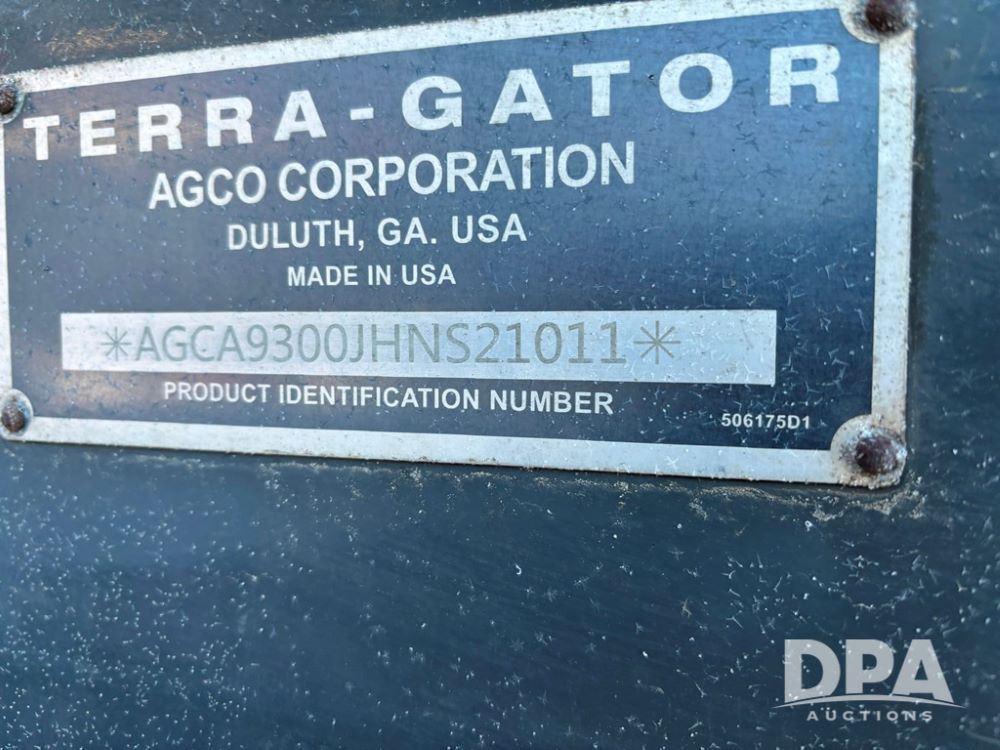 TERRA-GATOR
AGCO CORPORATION
DULUTH, GA. USA
MADE IN USA
*AGCA9300JHNS21011*
PRODUCT IDENTIFICATION NUMBER
506175D1
DPA
AUCTIONS